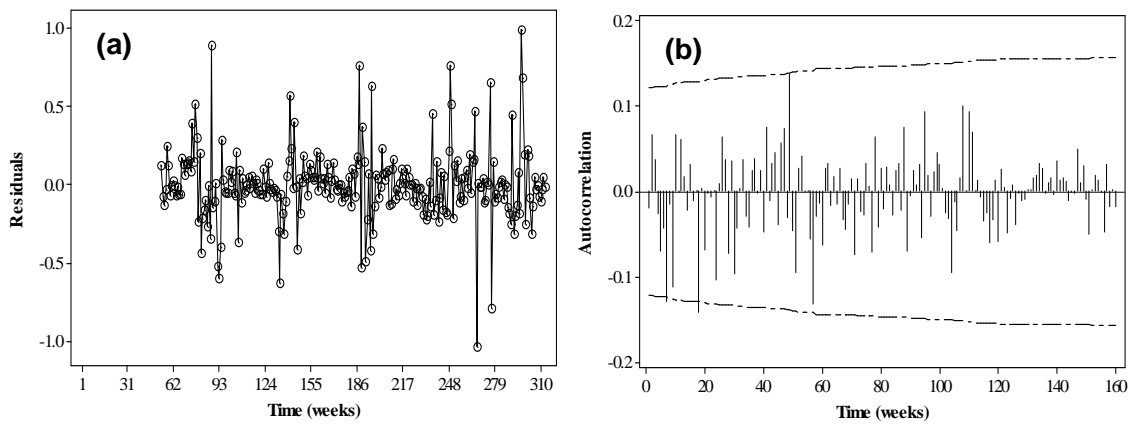 (a)
Residuals
1.0
0.5
0.0
-0.5
-1.0
1 31 62 93 124 155 186 217 248 279 310
Time (weeks)
(b)
Autocorrelation
0.2
0.1
0.0
-0.1
-0.2
0 20 40 60 80 100 120 140 160
Time (weeks)